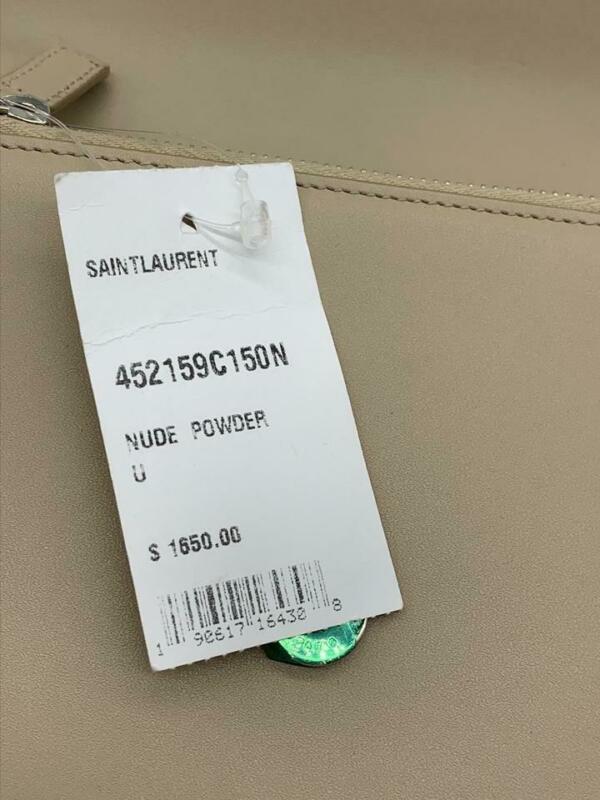 SAINTLAURENT
452159C150N
NUDE POWDER
U
$ 1650.00
1 90617 16430 8